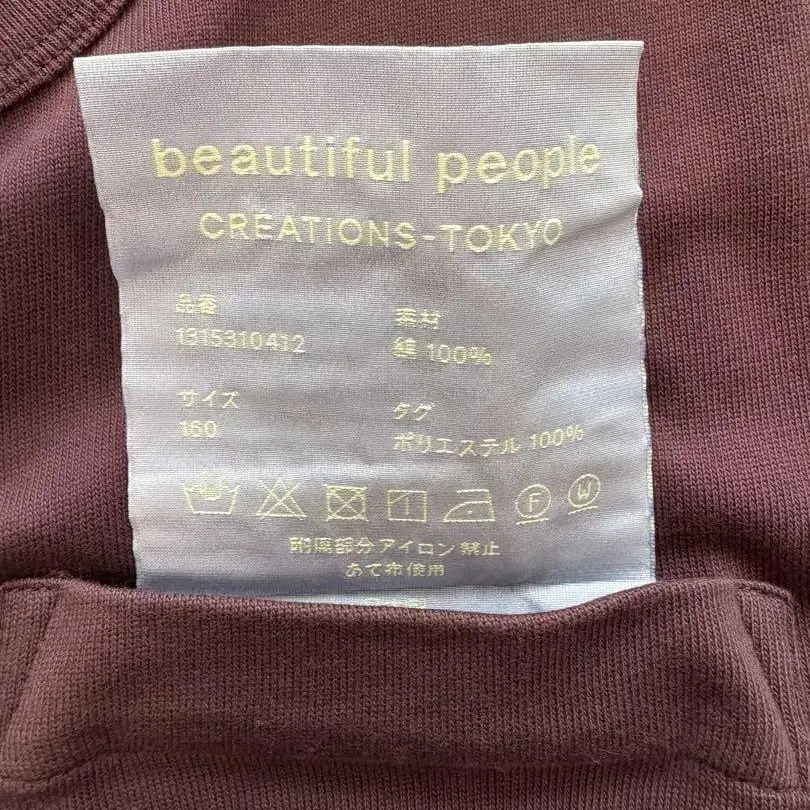 beautiful people
CRÉATIONS-TOKYO
品番
1315310412
素材
綿 100%
サイズ
160
タグ
ポリエステル 100%
F
W
附属部分アイロン禁止
あて布使用